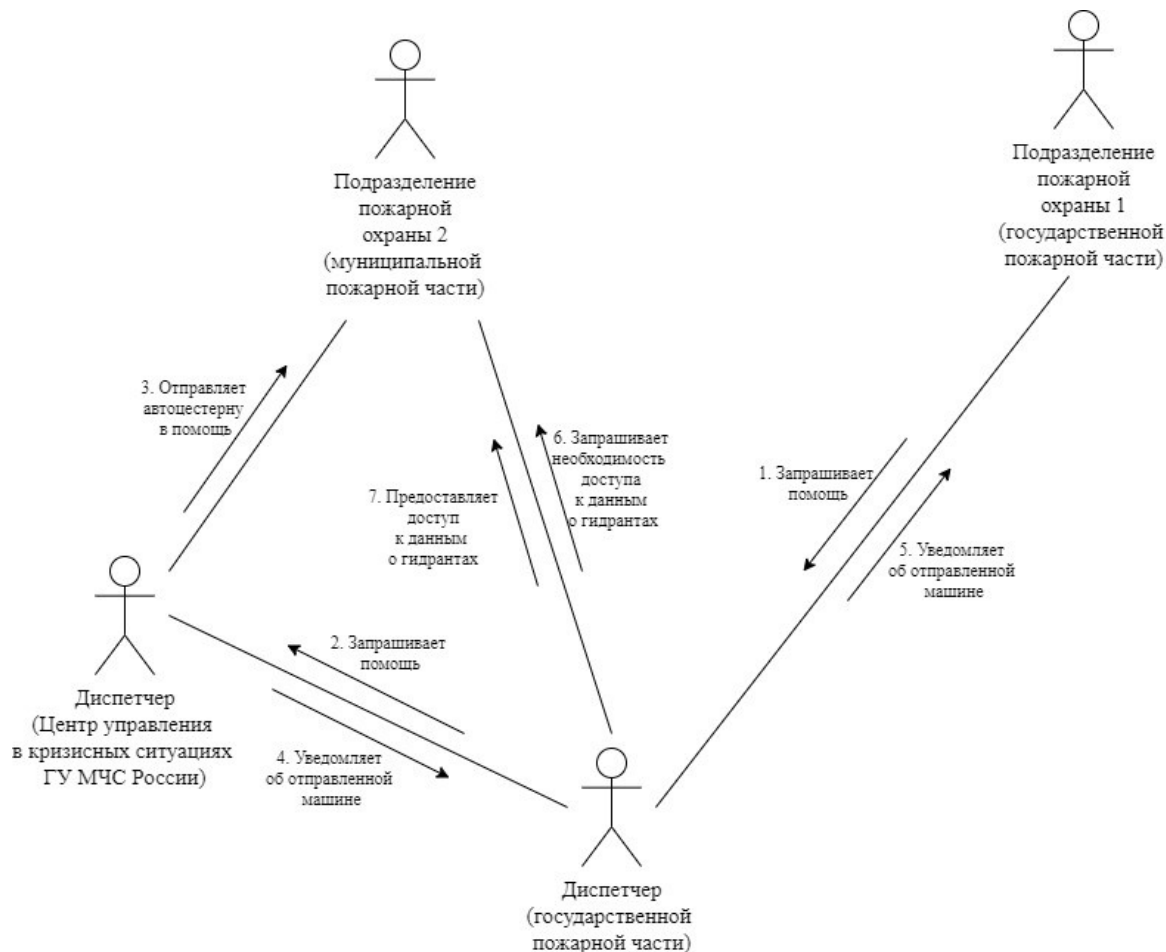 Подразделение
пожарной
охраны 1
(государственной
пожарной части)
Подразделение
пожарной
охраны 2
(муниципальной
пожарной части)
3. Отправляет
автоцестерну
в помощь
6. Запрашивает
необходимость
доступа
к данным
о гидрантах
1. Запрашивает
помощь
7. Предоставляет
доступ
к данным
о гидрантах
5. Уведомляет
об отправленной
машине
2. Запрашивает
помощь
Диспетчер
(Центр управления
в кризисных ситуациях
ГУ МЧС России)
4. Уведомляет
об отправленной
машине
Диспетчер
(государственной
пожарной части)